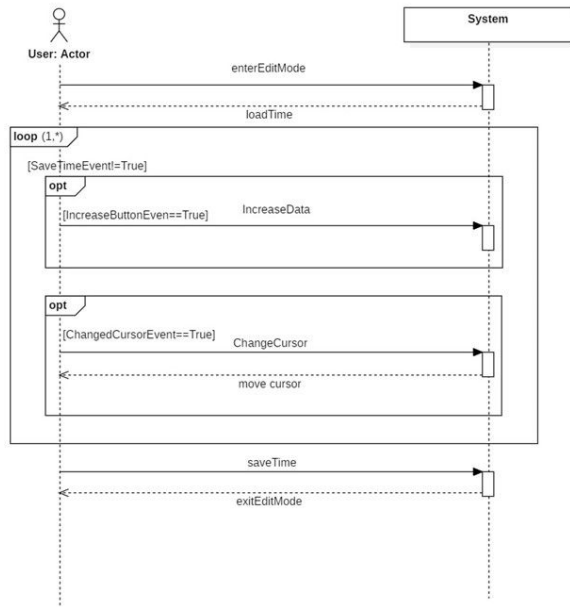 System
User: Actor
enterEditMode
loadTime
loop (1,*)
[SaveTimeEvent!=True]
opt
IncreaseData
[IncreaseButtonEven==True]
opt
[ChangedCursorEvent==True]
ChangeCursor
move cursor
saveTime
exitEditMode